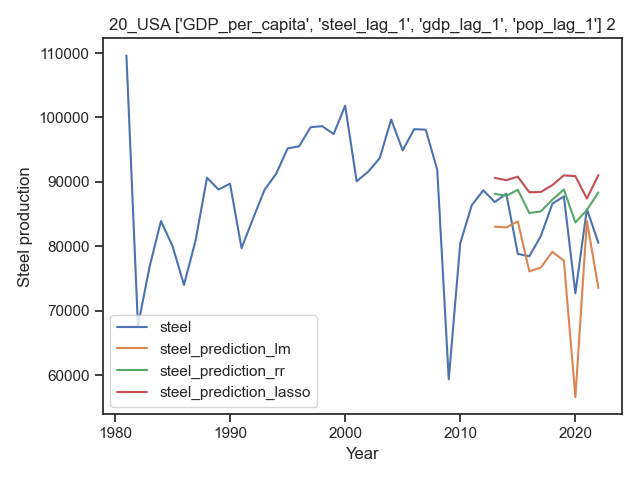 20_USA ['GDP_per_capita', 'steel_lag_1', 'gdp_lag_1', 'pop_lag_1'] 2
110000
100000
90000
80000
70000
60000
Steel production
steel
steel_prediction_lm
steel_prediction_rr
steel_prediction_lasso
1980 1990 2000 2010 2020
Year